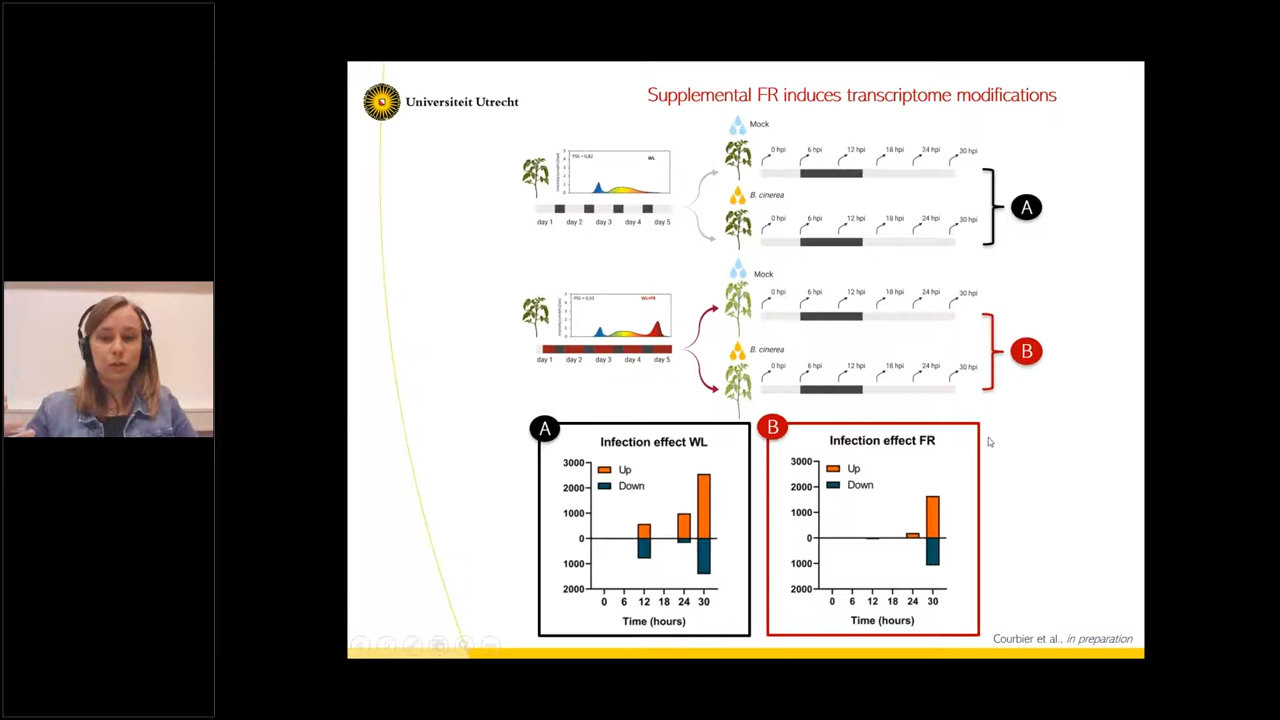 Universiteit Utrecht
Supplemental FR induces transcriptome modifications
Mock
0 hpi 6 hpi 12 hpi 18 hpi 24 hpi 30 hpi
WL
day 1 day 2 day 3 day 4 day 5
B. cinerea
0 hpi 6 hpi 12 hpi 18 hpi 24 hpi 30 hpi
A
Mock
0 hpi 6 hpi 12 hpi 18 hpi 24 hpi 30 hpi
WL+FR
day 1 day 2 day 3 day 4 day 5
B. cinerea
0 hpi 6 hpi 12 hpi 18 hpi 24 hpi 30 hpi
B
A
Infection effect WL
Up
Down
3000
2000
1000
0
1000
2000
0 6 12 18 24 30
Time (hours)
B
Infection effect FR
Up
Down
3000
2000
1000
0
1000
2000
0 6 12 18 24 30
Time (hours)
Courbier et al., in preparation